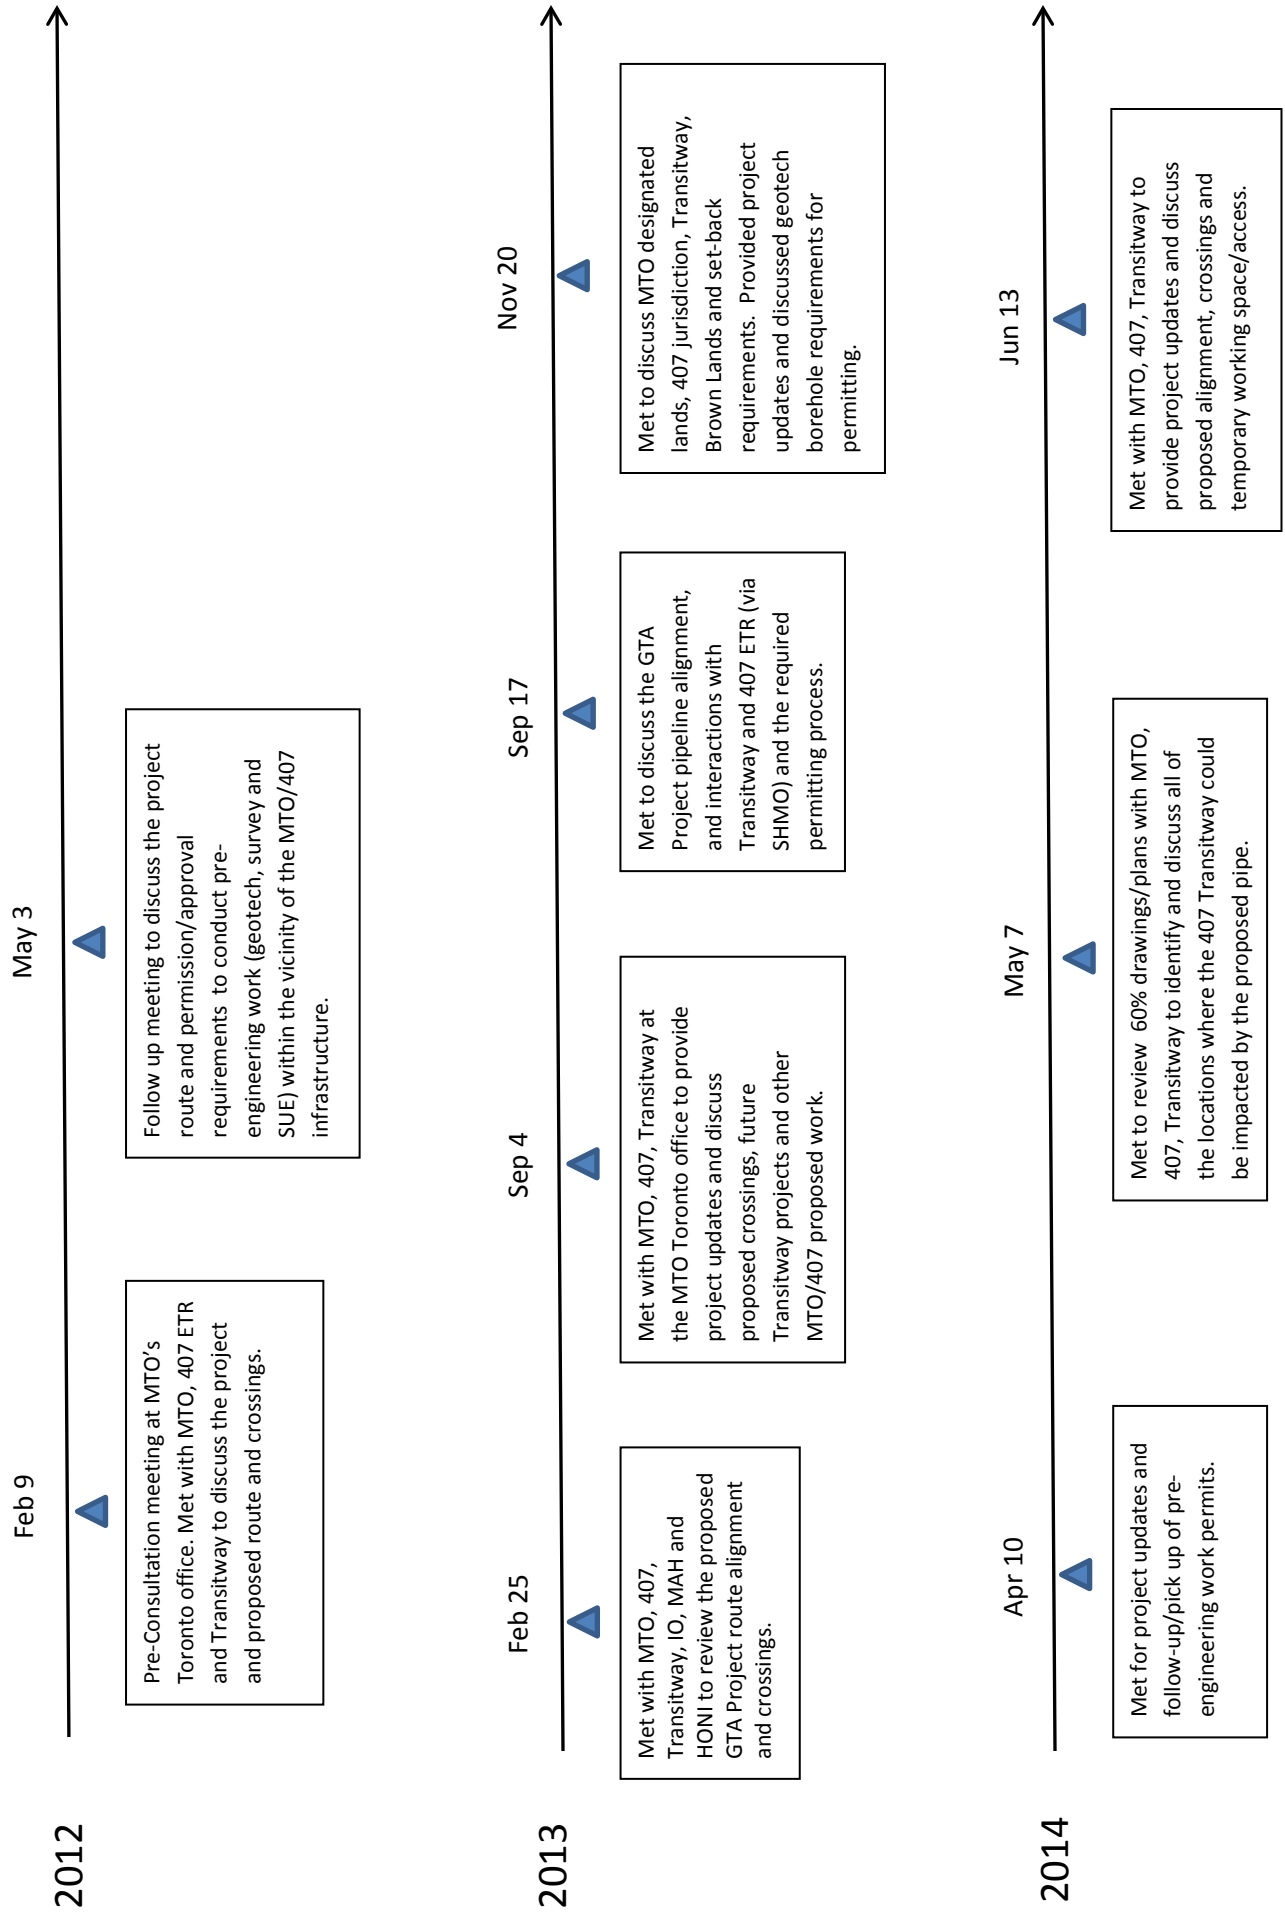 2012
Feb 9
Pre-Consultation meeting at MTO's
Toronto office. Met with MTO, 407 ETR
and Transitway to discuss the project
and proposed route and crossings.
May 3
Follow up meeting to discuss the project
route and permission/approval
requirements to conduct pre-
engineering work (geotech, survey and
SUE) within the vicinity of the MTO/407
infrastructure.
2013
Feb 25
Met with MTO, 407,
Transitway, IO, MAH and
HONI to review the proposed
GTA Project route alignment
and crossings.
Sep 4
Met with MTO, 407, Transitway at
the MTO Toronto office to provide
project updates and discuss
proposed crossings, future
Transitway projects and other
MTO/407 proposed work.
Sep 17
Met to discuss the GTA
Project pipeline alignment,
and interactions with
Transitway and 407 ETR (via
SHMO) and the required
permitting process.
Nov 20
Met to discuss MTO designated
lands, 407 jurisdiction, Transitway,
Brown Lands and set-back
requirements. Provided project
updates and discussed geotech
borehole requirements for
permitting.
2014
Apr 10
Met for project updates and
follow-up/pick up of pre-
engineering work permits.
May 7
Met to review 60% drawings/plans with MTO,
407, Transitway to identify and discuss all of
the locations where the 407 Transitway could
be impacted by the proposed pipe.
Jun 13
Met with MTO, 407, Transitway to
provide project updates and discuss
proposed alignment, crossings and
temporary working space/access.